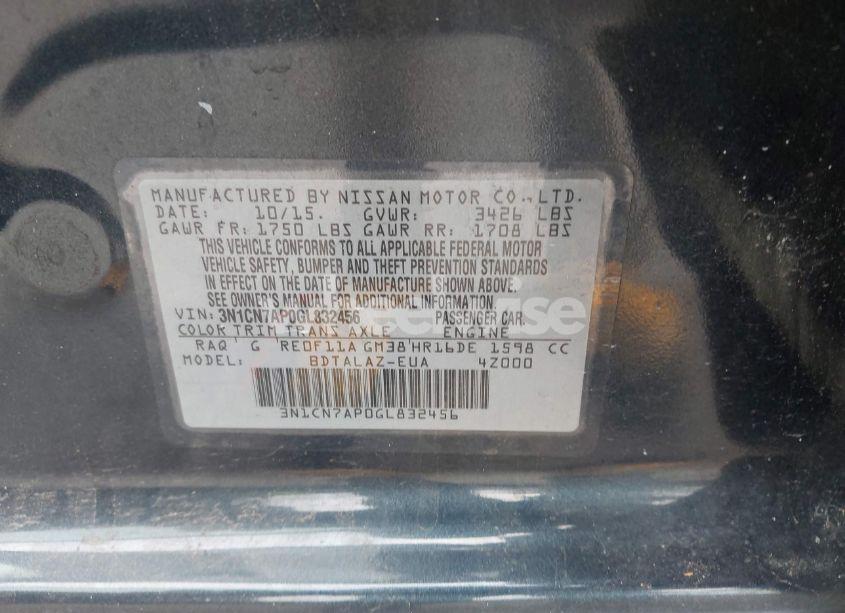 MANUFACTURED BY NISSAN MOTOR CO., LTD.
DATE: 10/15. GVWR: 3426 LBS
GAWR FR: 1750 LBS GAWR RR: 1708 LBS
THIS VEHICLE CONFORMS TO ALL APPLICABLE FEDERAL MOTOR
VEHICLE SAFETY, BUMPER AND THEFT PREVENTION STANDARDS
IN EFFECT ON THE DATE OF MANUFACTURE SHOWN ABOVE.
SEE OWNER'S MANUAL FOR ADDITIONAL INFORMATION
VIN: 3N1CN7AP0GL832456 PASSENGER CAR.
COLOR TRIM TRANS AXLE ENGINE
RAQ G RE0F11A GM38 HR16DE 1598 CC
MODEL: BDTALAZ-EUA 4Z000
3N1CN7AP0GL832456